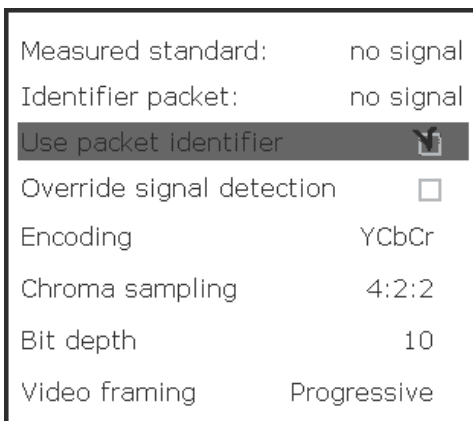 Measured standard: no signal
Identifier packet: no signal
Use packet identifier
Override signal detection
Encoding YCbCr
Chroma sampling 4:2:2
Bit depth 10
Video framing Progressive